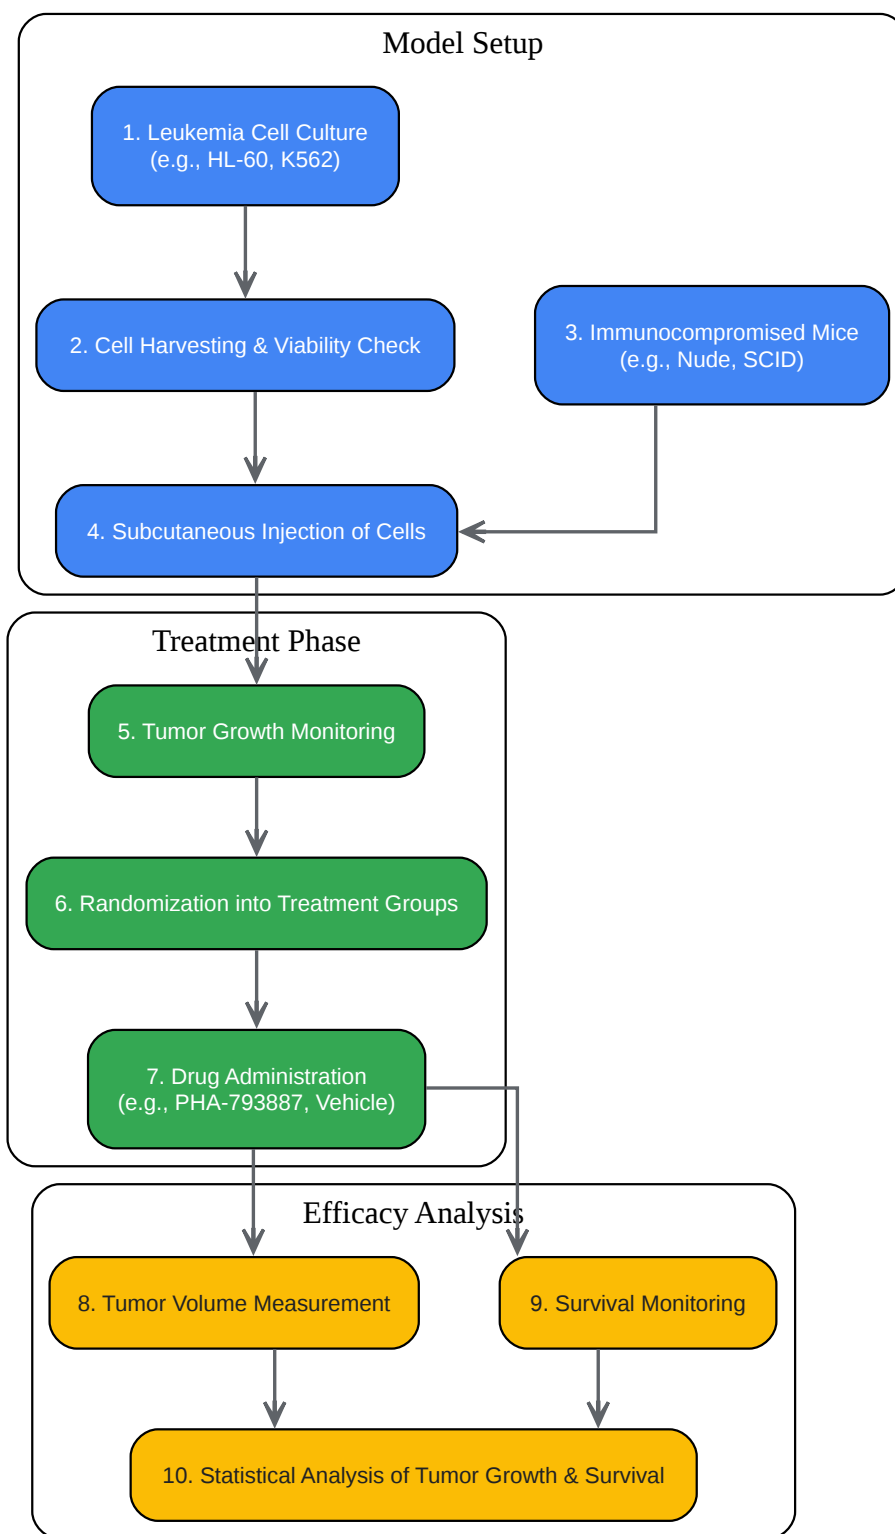 Model Setup
1. Leukemia Cell Culture
(e.g., HL-60, K562)
2. Cell Harvesting & Viability Check
3. Immunocompromised Mice
(e.g., Nude, SCID)
4. Subcutaneous Injection of Cells
Treatment Phase
5. Tumor Growth Monitoring
6. Randomization into Treatment Groups
7. Drug Administration
(e.g., PHA-793887, Vehicle)
Efficacy Analysis
8. Tumor Volume Measurement
9. Survival Monitoring
10. Statistical Analysis of Tumor Growth & Survival